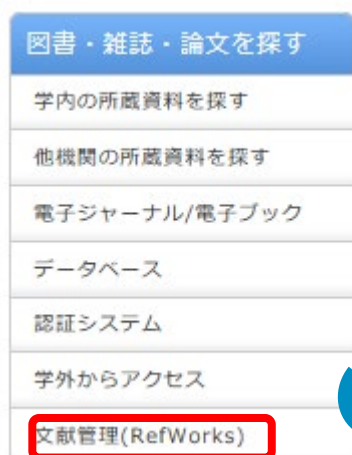 図書・雑誌・論文を探す
学内の所蔵資料を探す
他機関の所蔵資料を探す
電子ジャーナル/電子ブック
データベース
認証システム
学外からアクセス
文献管理(RefWorks)